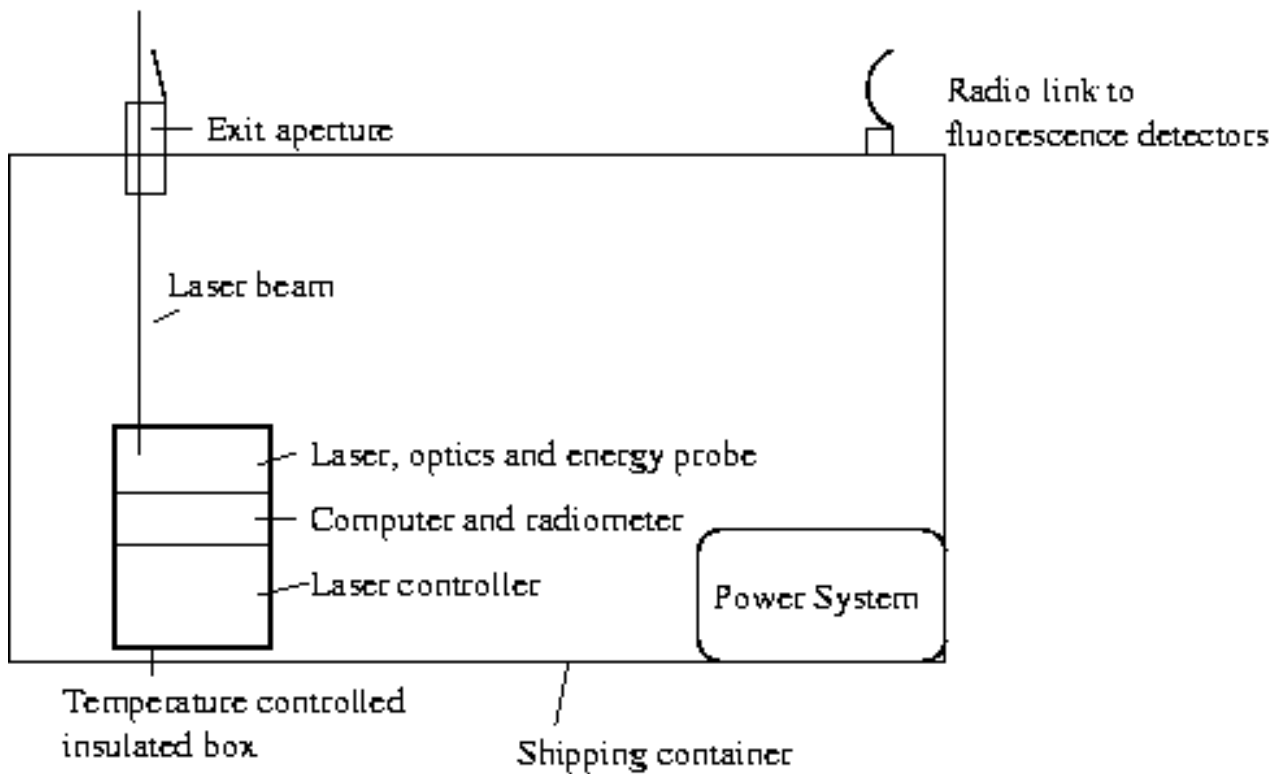 Radio link to
fluorescence detectors
Exit aperture
Laser beam
Laser, optics and energy probe
Computer and radiometer
Laser controller
Power System
Temperature controlled
insulated box
Shipping container